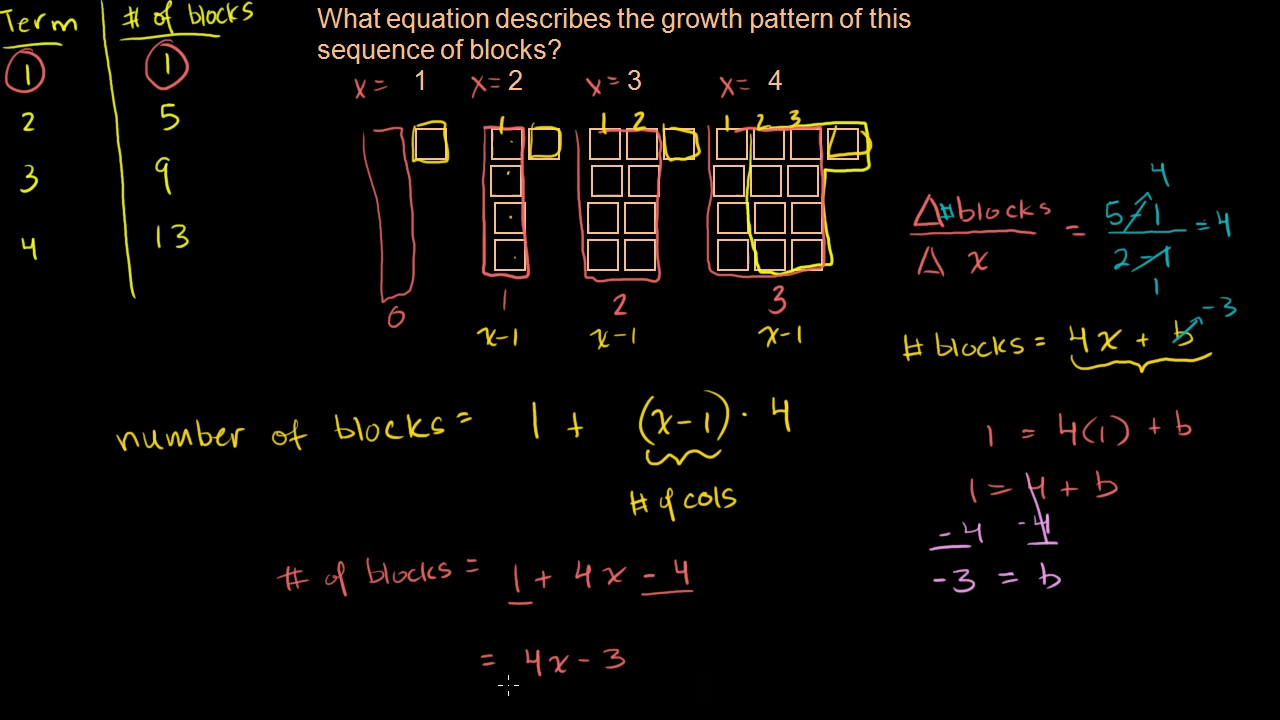 What equation describes the growth pattern of this
sequence of blocks?
Term # of blocks
1 1
2 5
3 9
4 13
x = 1 x = 2 x = 3 x = 4
1 1 2 1 2 3
0 1 2 3
x-1 x-1 x-1
number of blocks = 1 + (x-1) · 4
# of cols
# of blocks = 1 + 4x - 4
= 4x - 3
Δ # blocks / Δ x = 5 - 1 / 2 - 1 = 4
4
1
# blocks = 4x + b
-3
1 = 4(1) + b
1 = 4 + b
-4 -4
-3 = b